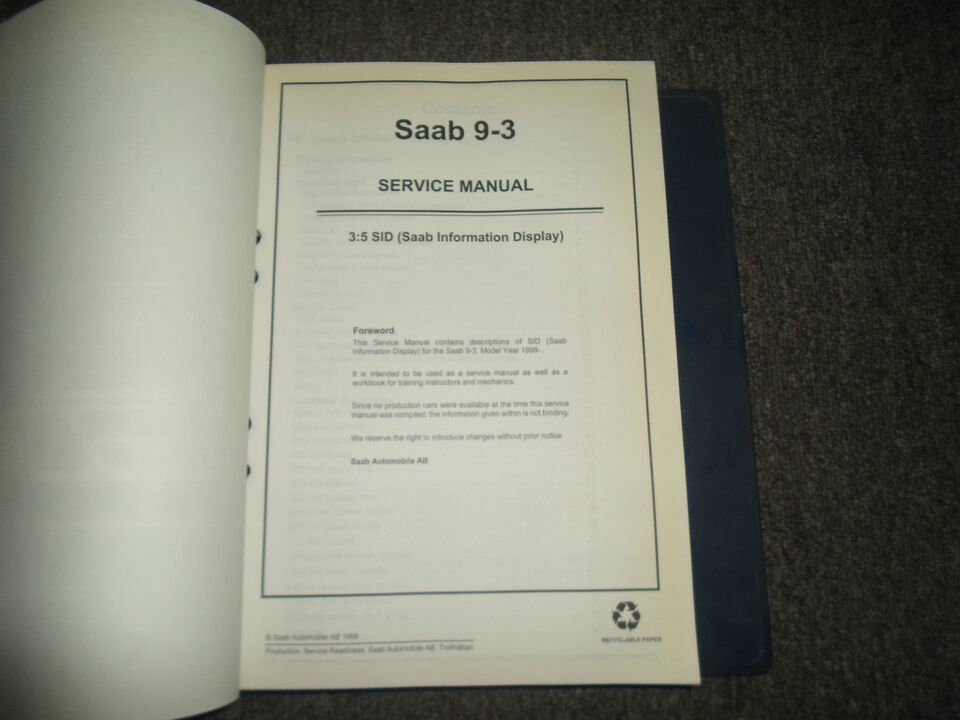 Saab 9-3
SERVICE MANUAL
3:5 SID (Saab Information Display)
Foreword
This Service Manual contains descriptions of SID (Saab
Information Display) for the Saab 9-3, Model Year 1998-.
It is intended to be used as a service manual as well as a
workbook for training instructors and mechanics.
Since no production cars were available at the time this service
manual was compiled, the information given within is not binding.
We reserve the right to introduce changes without prior notice.
Saab Automobile AB
© Saab Automobile AB 1998
Production: Service Readiness, Saab Automobile AB, Trollhättan
RECYCLABLE PAPER